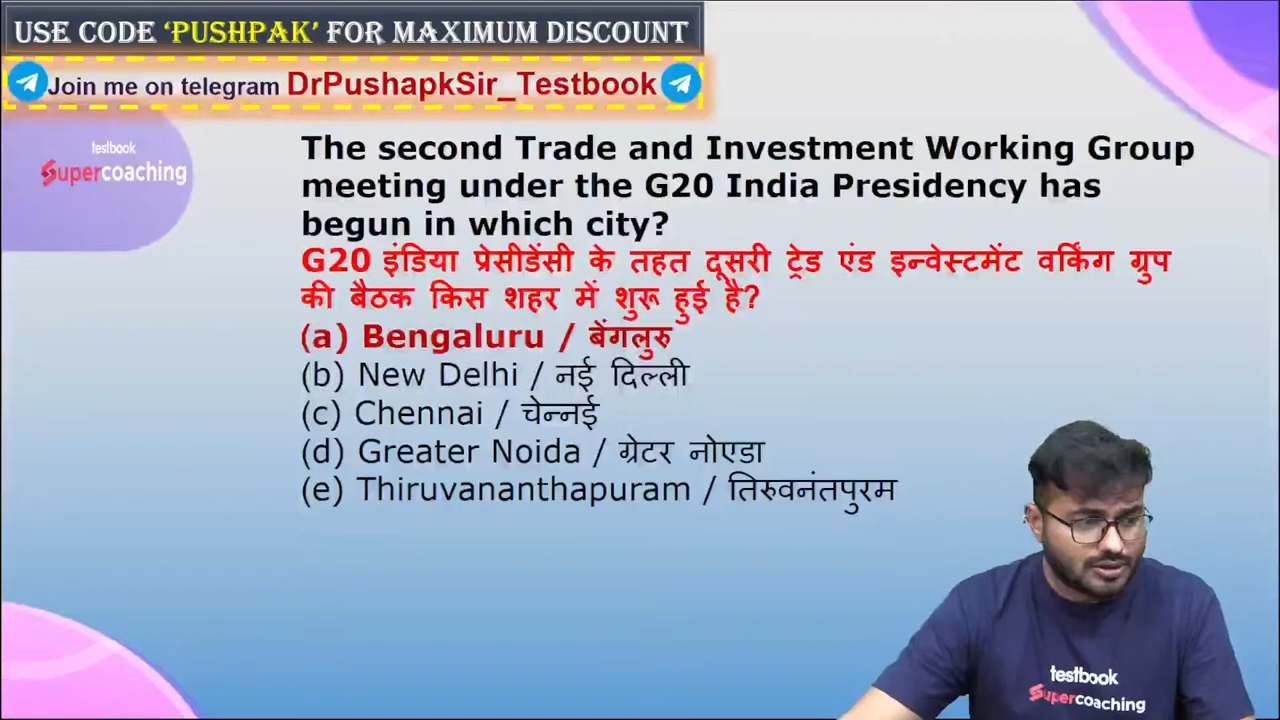 USE CODE ‘PUSHPAK’ FOR MAXIMUM DISCOUNT
Join me on telegram DrPushapkSir_Testbook
testbook
Supercoaching
The second Trade and Investment Working Group
meeting under the G20 India Presidency has
begun in which city?
G20 इंडिया प्रेसीडेंसी के तहत दूसरी ट्रेड एंड इन्वेस्टमेंट वर्किंग ग्रुप
की बैठक किस शहर में शुरू हुई है?
(a) Bengaluru / बेंगलुरु
(b) New Delhi / नई दिल्ली
(c) Chennai / चेन्नई
(d) Greater Noida / ग्रेटर नोएडा
(e) Thiruvananthapuram / तिरुवनंतपुरम
testbook
Supercoaching